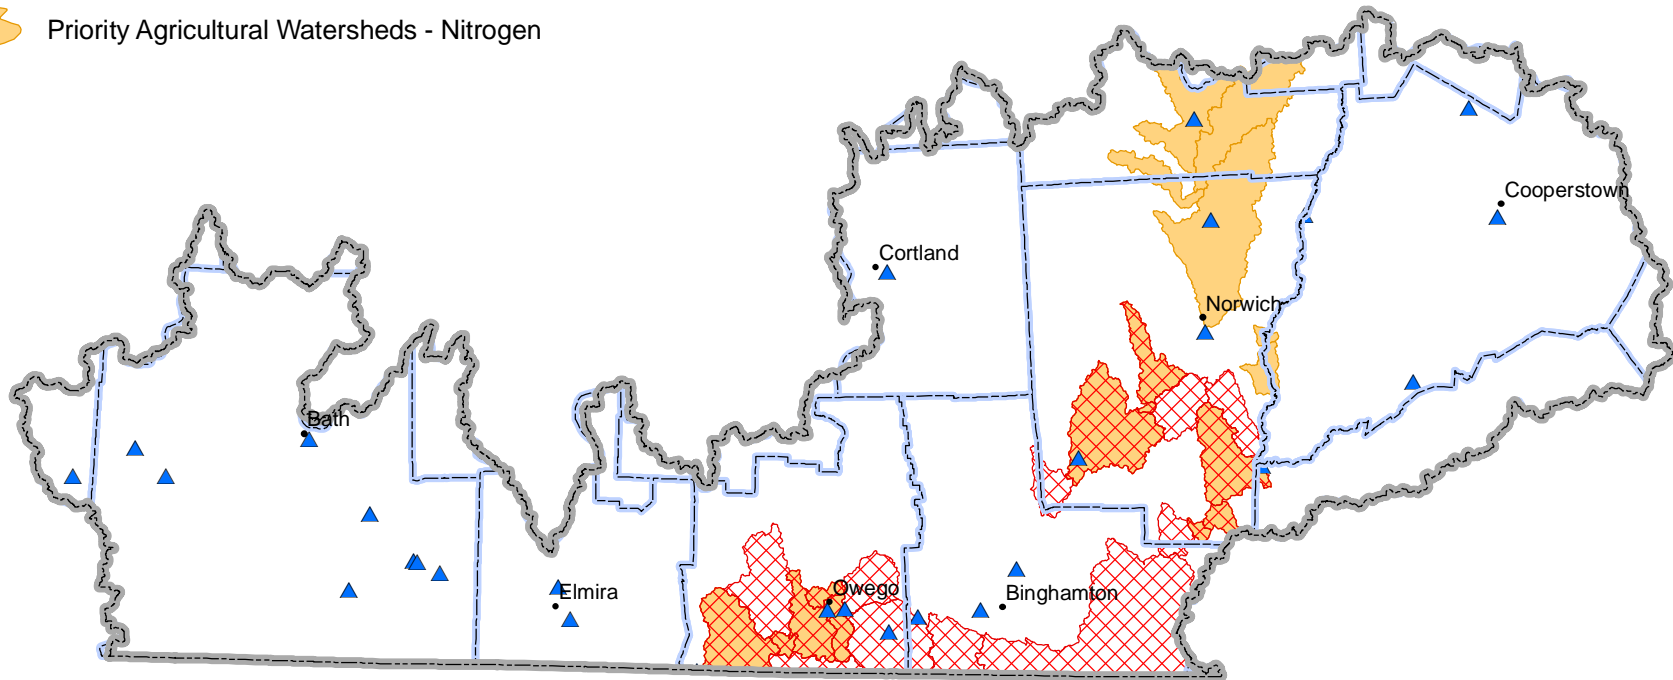 Priority Agricultural Watersheds - Nitrogen
Cooperstown
Cortland
Norwich
Bath
Elmira
Owego
Binghamton